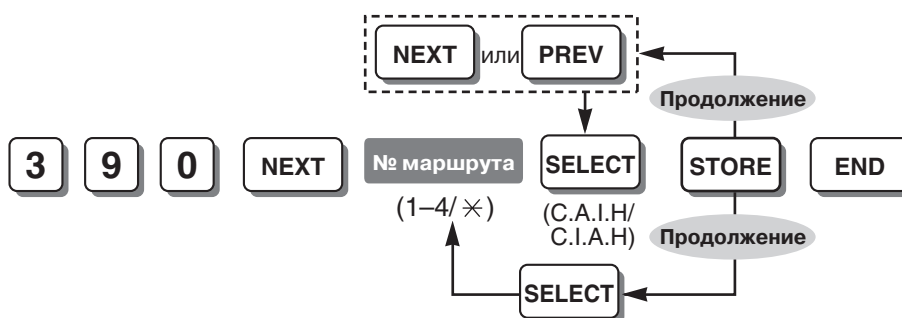 NEXT или PREV
Продолжение
3 9 0 NEXT № маршрута SELECT STORE END
(1–4/ ✳) (C.A.I.H/
C.I.A.H)
Продолжение
SELECT